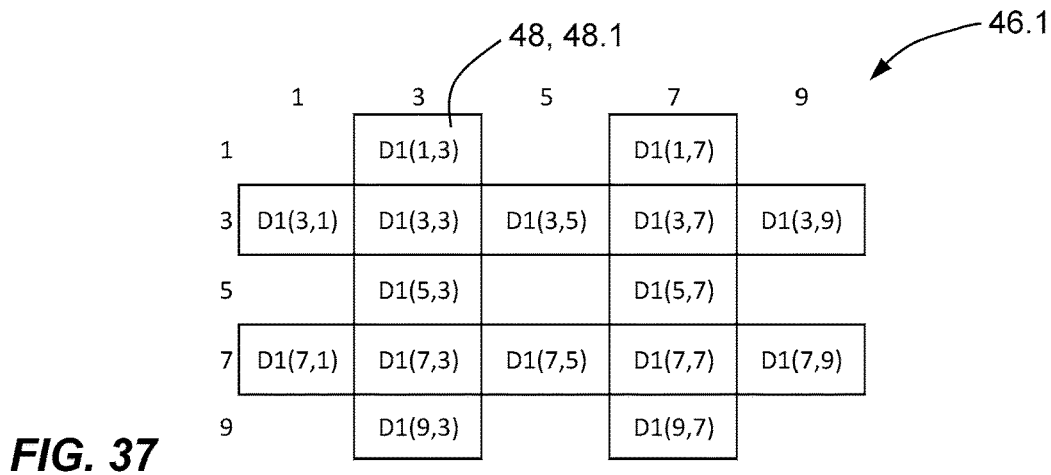 48, 48.1
46.1
1 3 5 7 9
1 D1(1,3) D1(1,7)
3 D1(3,1) D1(3,3) D1(3,5) D1(3,7) D1(3,9)
5 D1(5,3) D1(5,7)
7 D1(7,1) D1(7,3) D1(7,5) D1(7,7) D1(7,9)
9 D1(9,3) D1(9,7)
FIG. 37